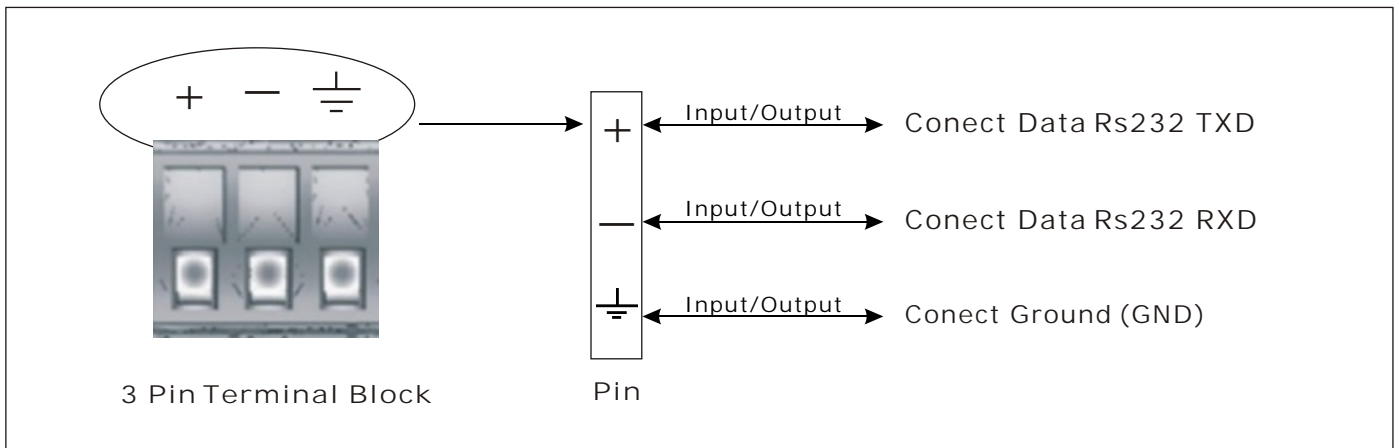 + − ⏚
+ Input/Output Conect Data Rs232 TXD
− Input/Output Conect Data Rs232 RXD
⏚ Input/Output Conect Ground (GND)
3 Pin Terminal Block
Pin